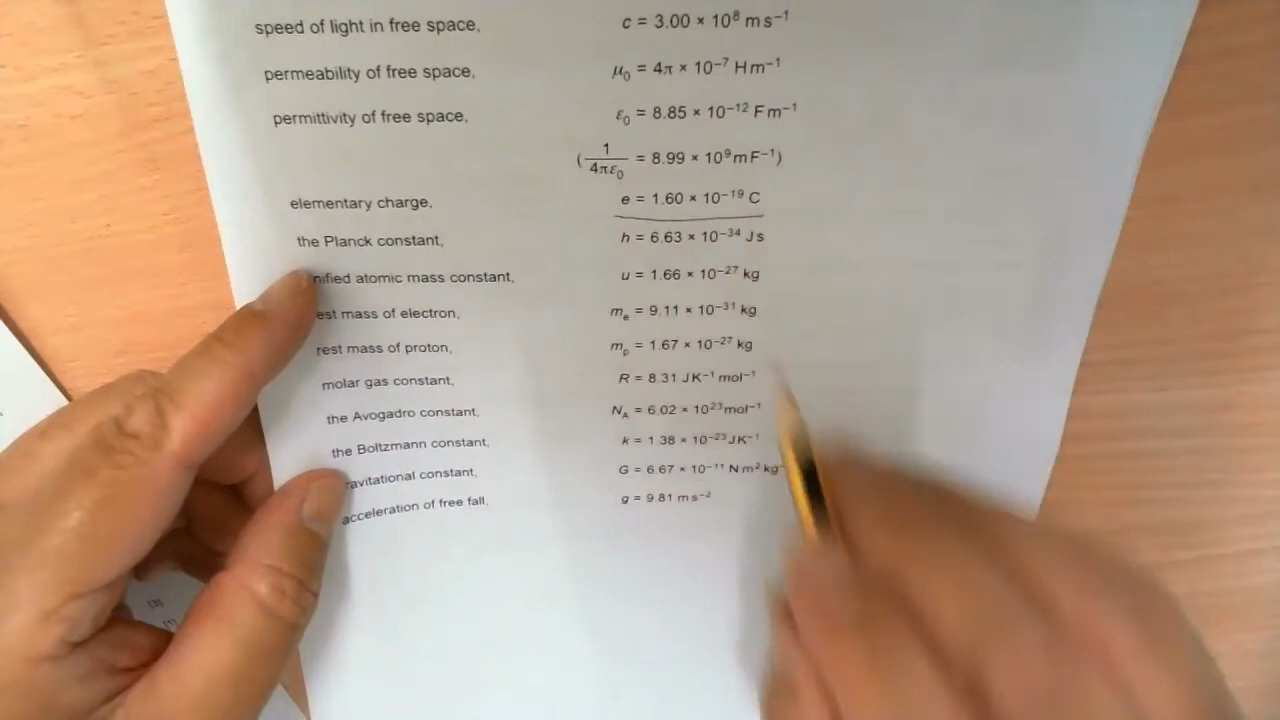 speed of light in free space, c = 3.00 × 10⁸ m s⁻¹
permeability of free space, μ₀ = 4π × 10⁻⁷ H m⁻¹
permittivity of free space, ε₀ = 8.85 × 10⁻¹² F m⁻¹
(1/4πε₀ = 8.99 × 10⁹ m F⁻¹)
elementary charge, e = 1.60 × 10⁻¹⁹ C
the Planck constant, h = 6.63 × 10⁻³⁴ J s
nified atomic mass constant, u = 1.66 × 10⁻²⁷ kg
est mass of electron, mₑ = 9.11 × 10⁻³¹ kg
rest mass of proton, mₚ = 1.67 × 10⁻²⁷ kg
molar gas constant, R = 8.31 J K⁻¹ mol⁻¹
the Avogadro constant, N_A = 6.02 × 10²³ mol⁻¹
the Boltzmann constant, k = 1.38 × 10⁻²³ J K⁻¹
ravitational constant, G = 6.67 × 10⁻¹¹ N m² kg⁻
acceleration of free fall, g = 9.81 m s⁻²
[3]
[1]